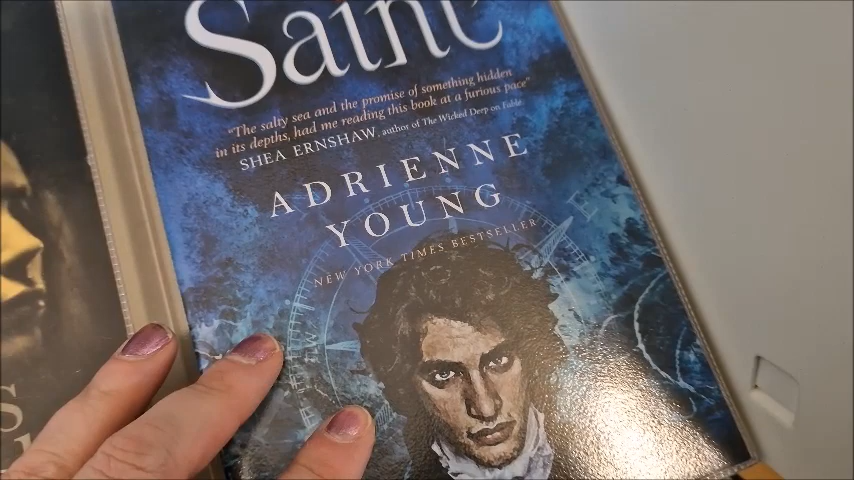 Saint
"The salty sea and the promise of something hidden
in its depths, had me reading this book at a furious pace"
SHEA ERNSHAW, author of The Wicked Deep on Fable
ADRIENNE
YOUNG
NEW YORK TIMES BESTSELLER